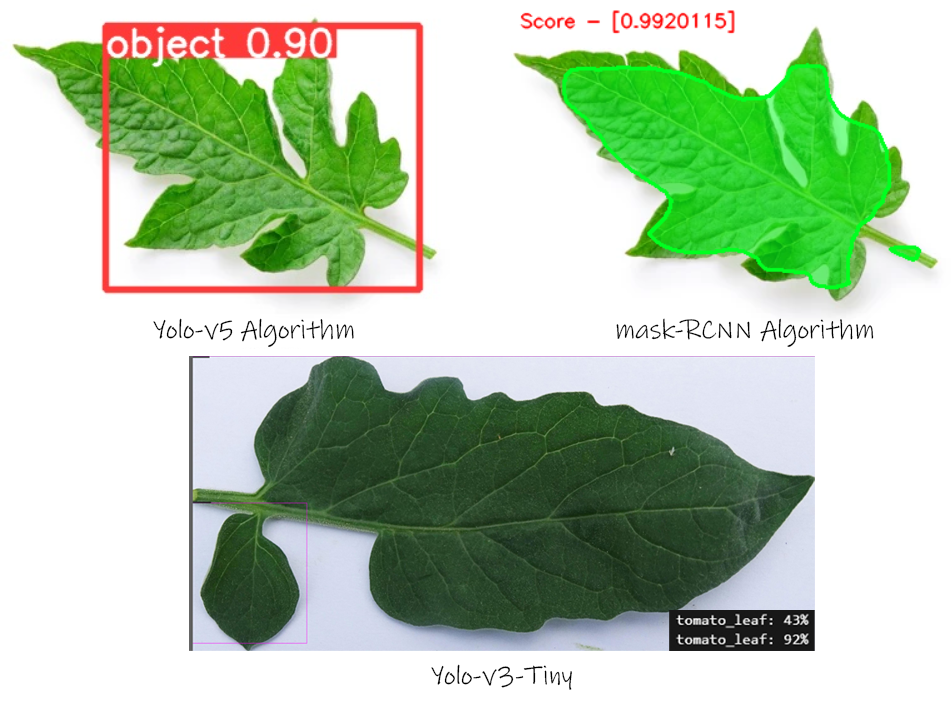 object 0.90
Score - [0.9920115]
Yolo-v5 Algorithm
mask-RCNN Algorithm
tomato_leaf: 43%
tomato_leaf: 92%
Yolo-v3-Tiny